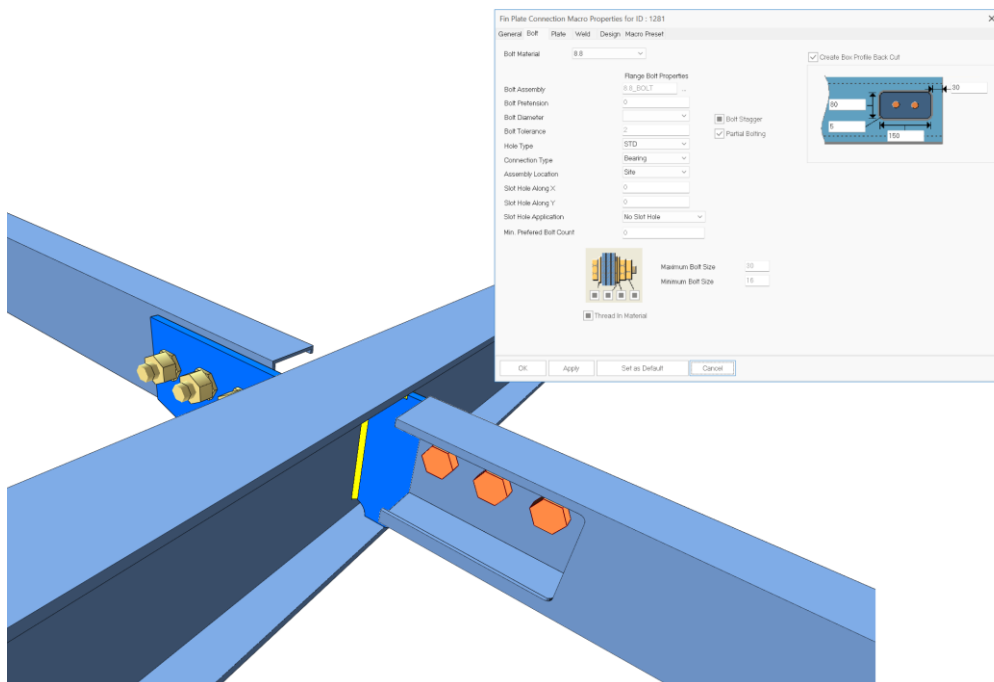 Fin Plate Connection Macro Properties for ID : 1281
General Bolt Plate Weld Design Macro Preset
Bolt Material 8.8
Create Box Profile Back Cut
Flange Bolt Properties
Bolt Assembly 8.8_BOLT ...
Bolt Pretension 0
Bolt Diameter
Bolt Stagger
Bolt Tolerance 2
Partial Bolting
Hole Type STD
Connection Type Bearing
Assembly Location Site
Slot Hole Along X 0
Slot Hole Along Y 0
Slot Hole Application No Slot Hole
Min. Prefered Bolt Count 0
30
80
5
150
Maximum Bolt Size 30
Minimum Bolt Size 16
Thread In Material
OK Apply Set as Default Cancel